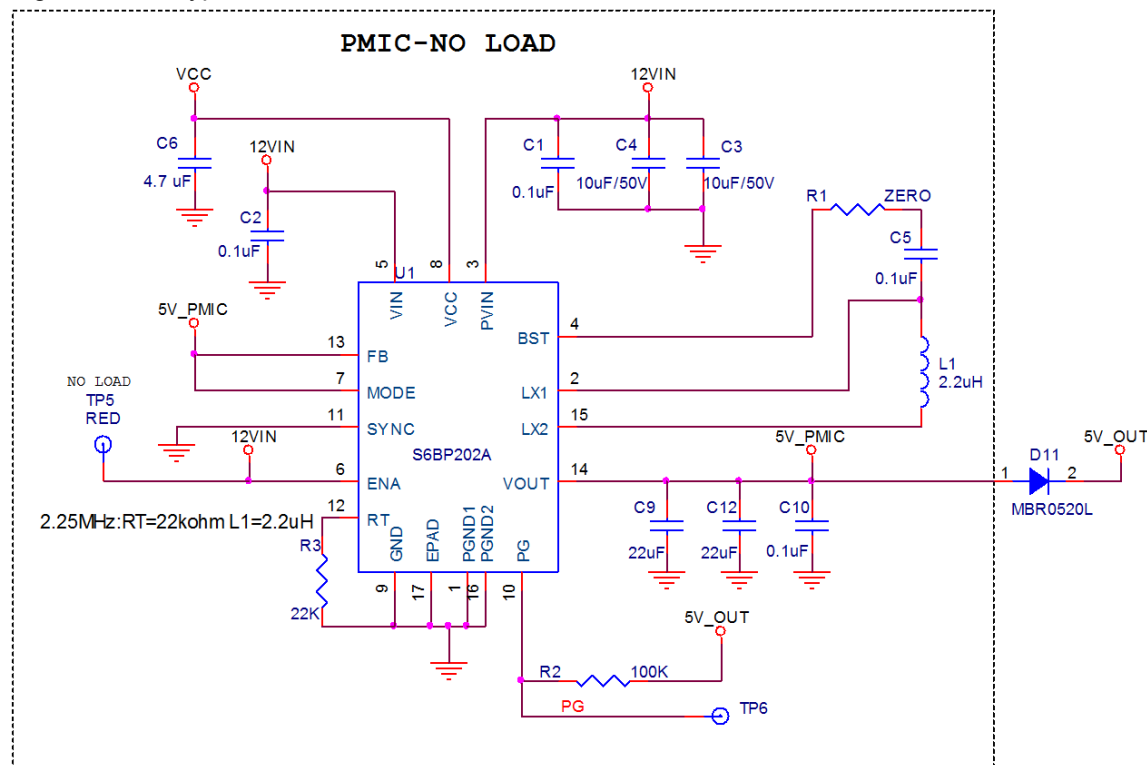 PMIC-NO LOAD
VCC
12VIN
C6
4.7 uF
12VIN
C2
0.1uF
C1
0.1uF
C4
10uF/50V
C3
10uF/50V
R1
ZERO
C5
0.1uF
L1
2.2uH
5
8
3
U1
VIN
VCC
PVIN
5V_PMIC
13
FB
7
MODE
11
SYNC
6
ENA
12
RT
NO LOAD
TP5
RED
12VIN
S6BP202A
BST
4
LX1
2
LX2
15
VOUT
14
5V_PMIC
1
D11
2
MBR0520L
5V_OUT
2.25MHz:RT=22kohm L1=2.2uH
R3
22K
GND
EPAD
PGND1
PGND2
PG
9
17
1
16
10
C9
22uF
C12
22uF
C10
0.1uF
5V_OUT
R2
100K
PG
TP6